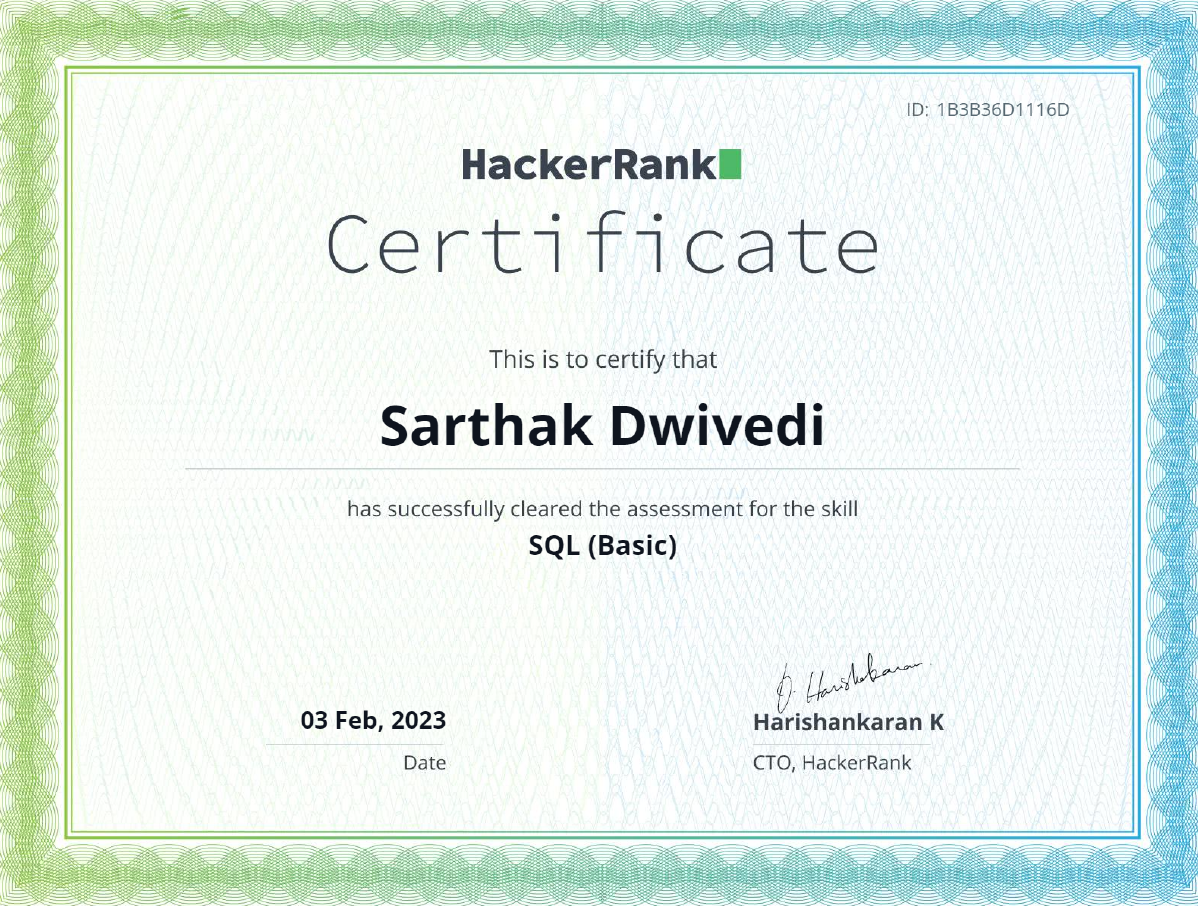 ID: 1B3B36D1116D
HackerRank
Certificate
This is to certify that
Sarthak Dwivedi
has successfully cleared the assessment for the skill
SQL (Basic)
03 Feb, 2023
Date
Harishankaran K
CTO, HackerRank